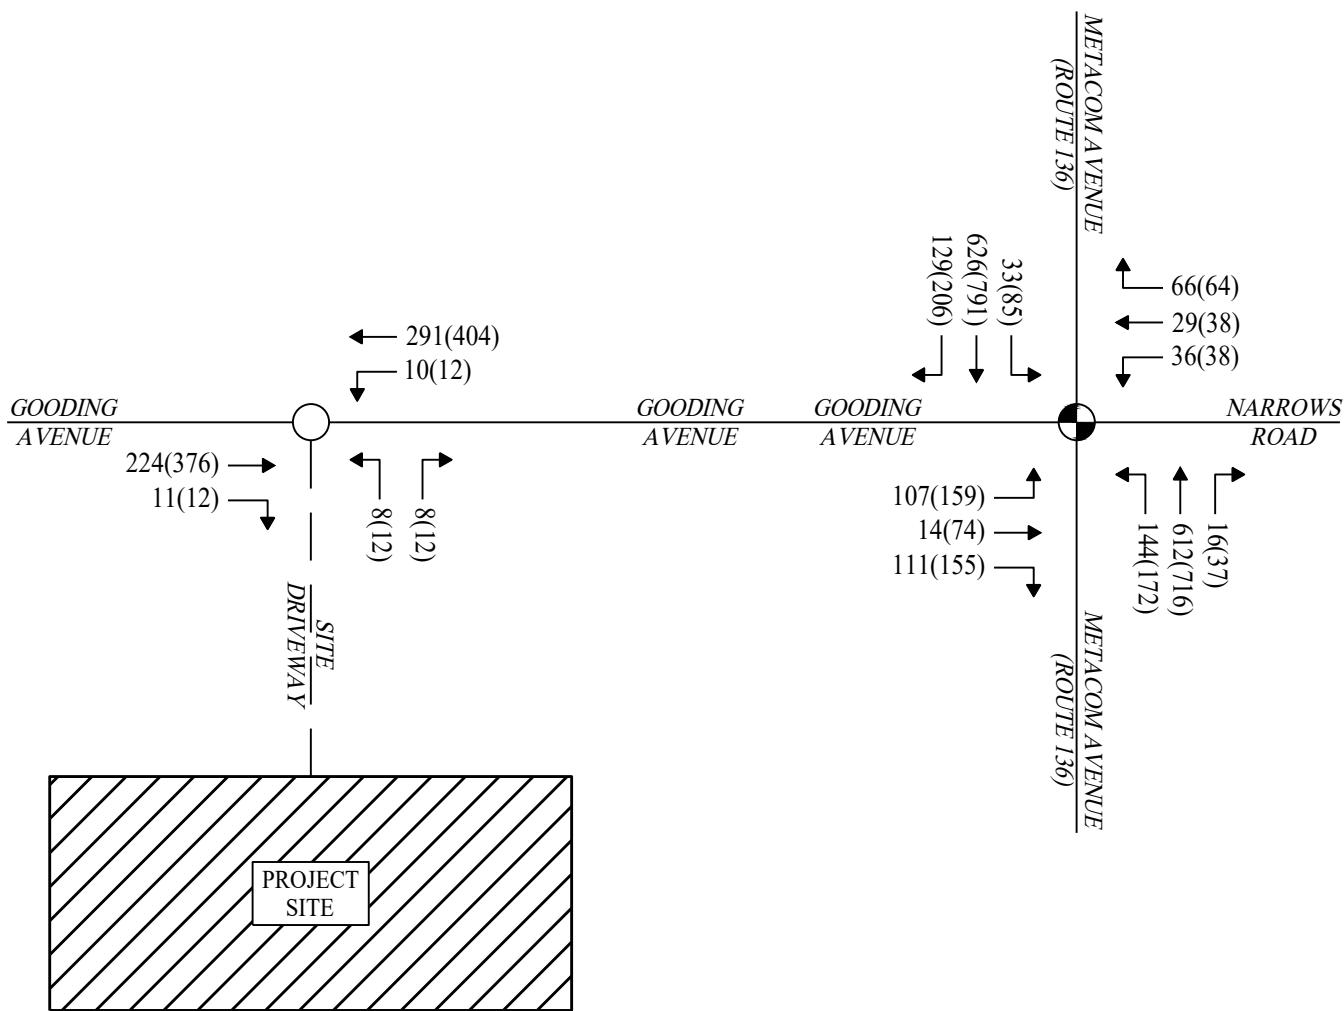 METACOM AVENUE
(ROUTE 136)
129(206)
626(791)
33(85)
66(64)
29(38)
36(38)
291(404)
10(12)
GOODING
AVENUE
GOODING
AVENUE
GOODING
AVENUE
NARROWS
ROAD
224(376)
11(12)
8(12)
8(12)
107(159)
14(74)
111(155)
144(172)
612(716)
16(37)
SITE
DRIVEWAY
METACOM AVENUE
(ROUTE 136)
PROJECT
SITE